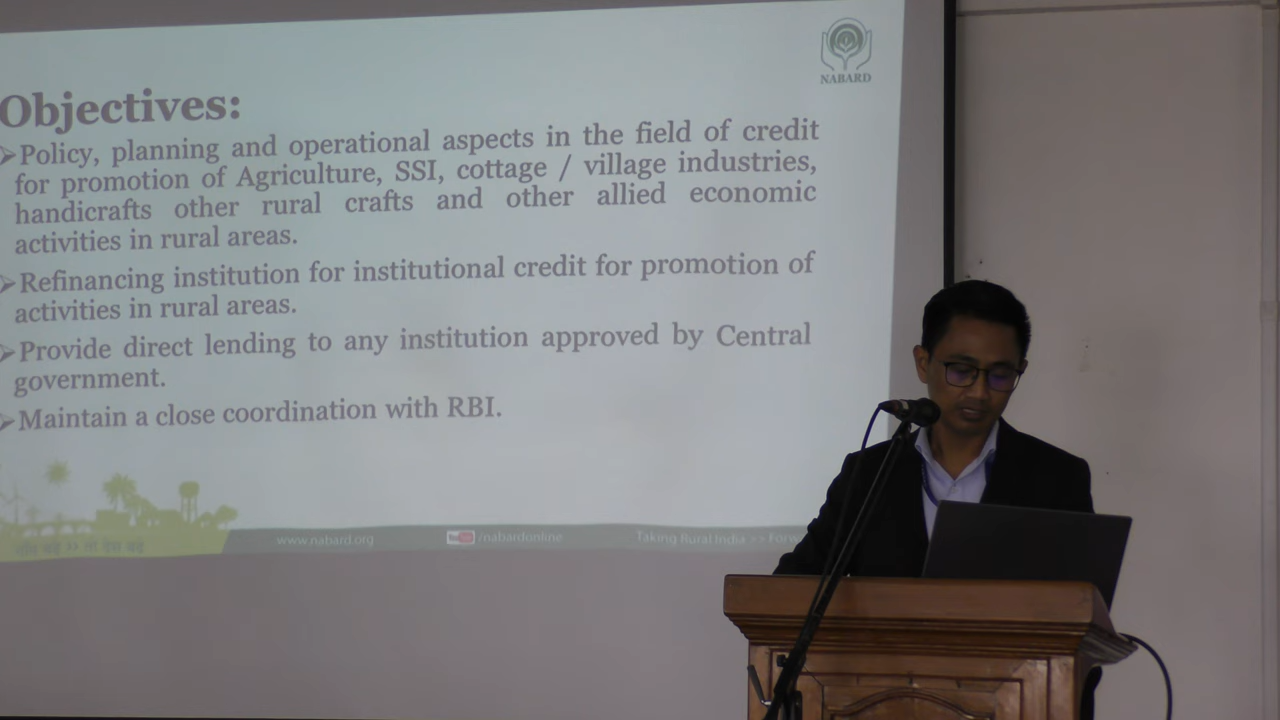 NABARD
Objectives:
➢Policy, planning and operational aspects in the field of credit
for promotion of Agriculture, SSI, cottage / village industries,
handicrafts other rural crafts and other allied economic
activities in rural areas.
➢Refinancing institution for institutional credit for promotion of
activities in rural areas.
➢Provide direct lending to any institution approved by Central
government.
➢Maintain a close coordination with RBI.
गाँव बढ़े >> तो देश बढ़े
www.nabard.org
/nabardonline
Taking Rural India >>